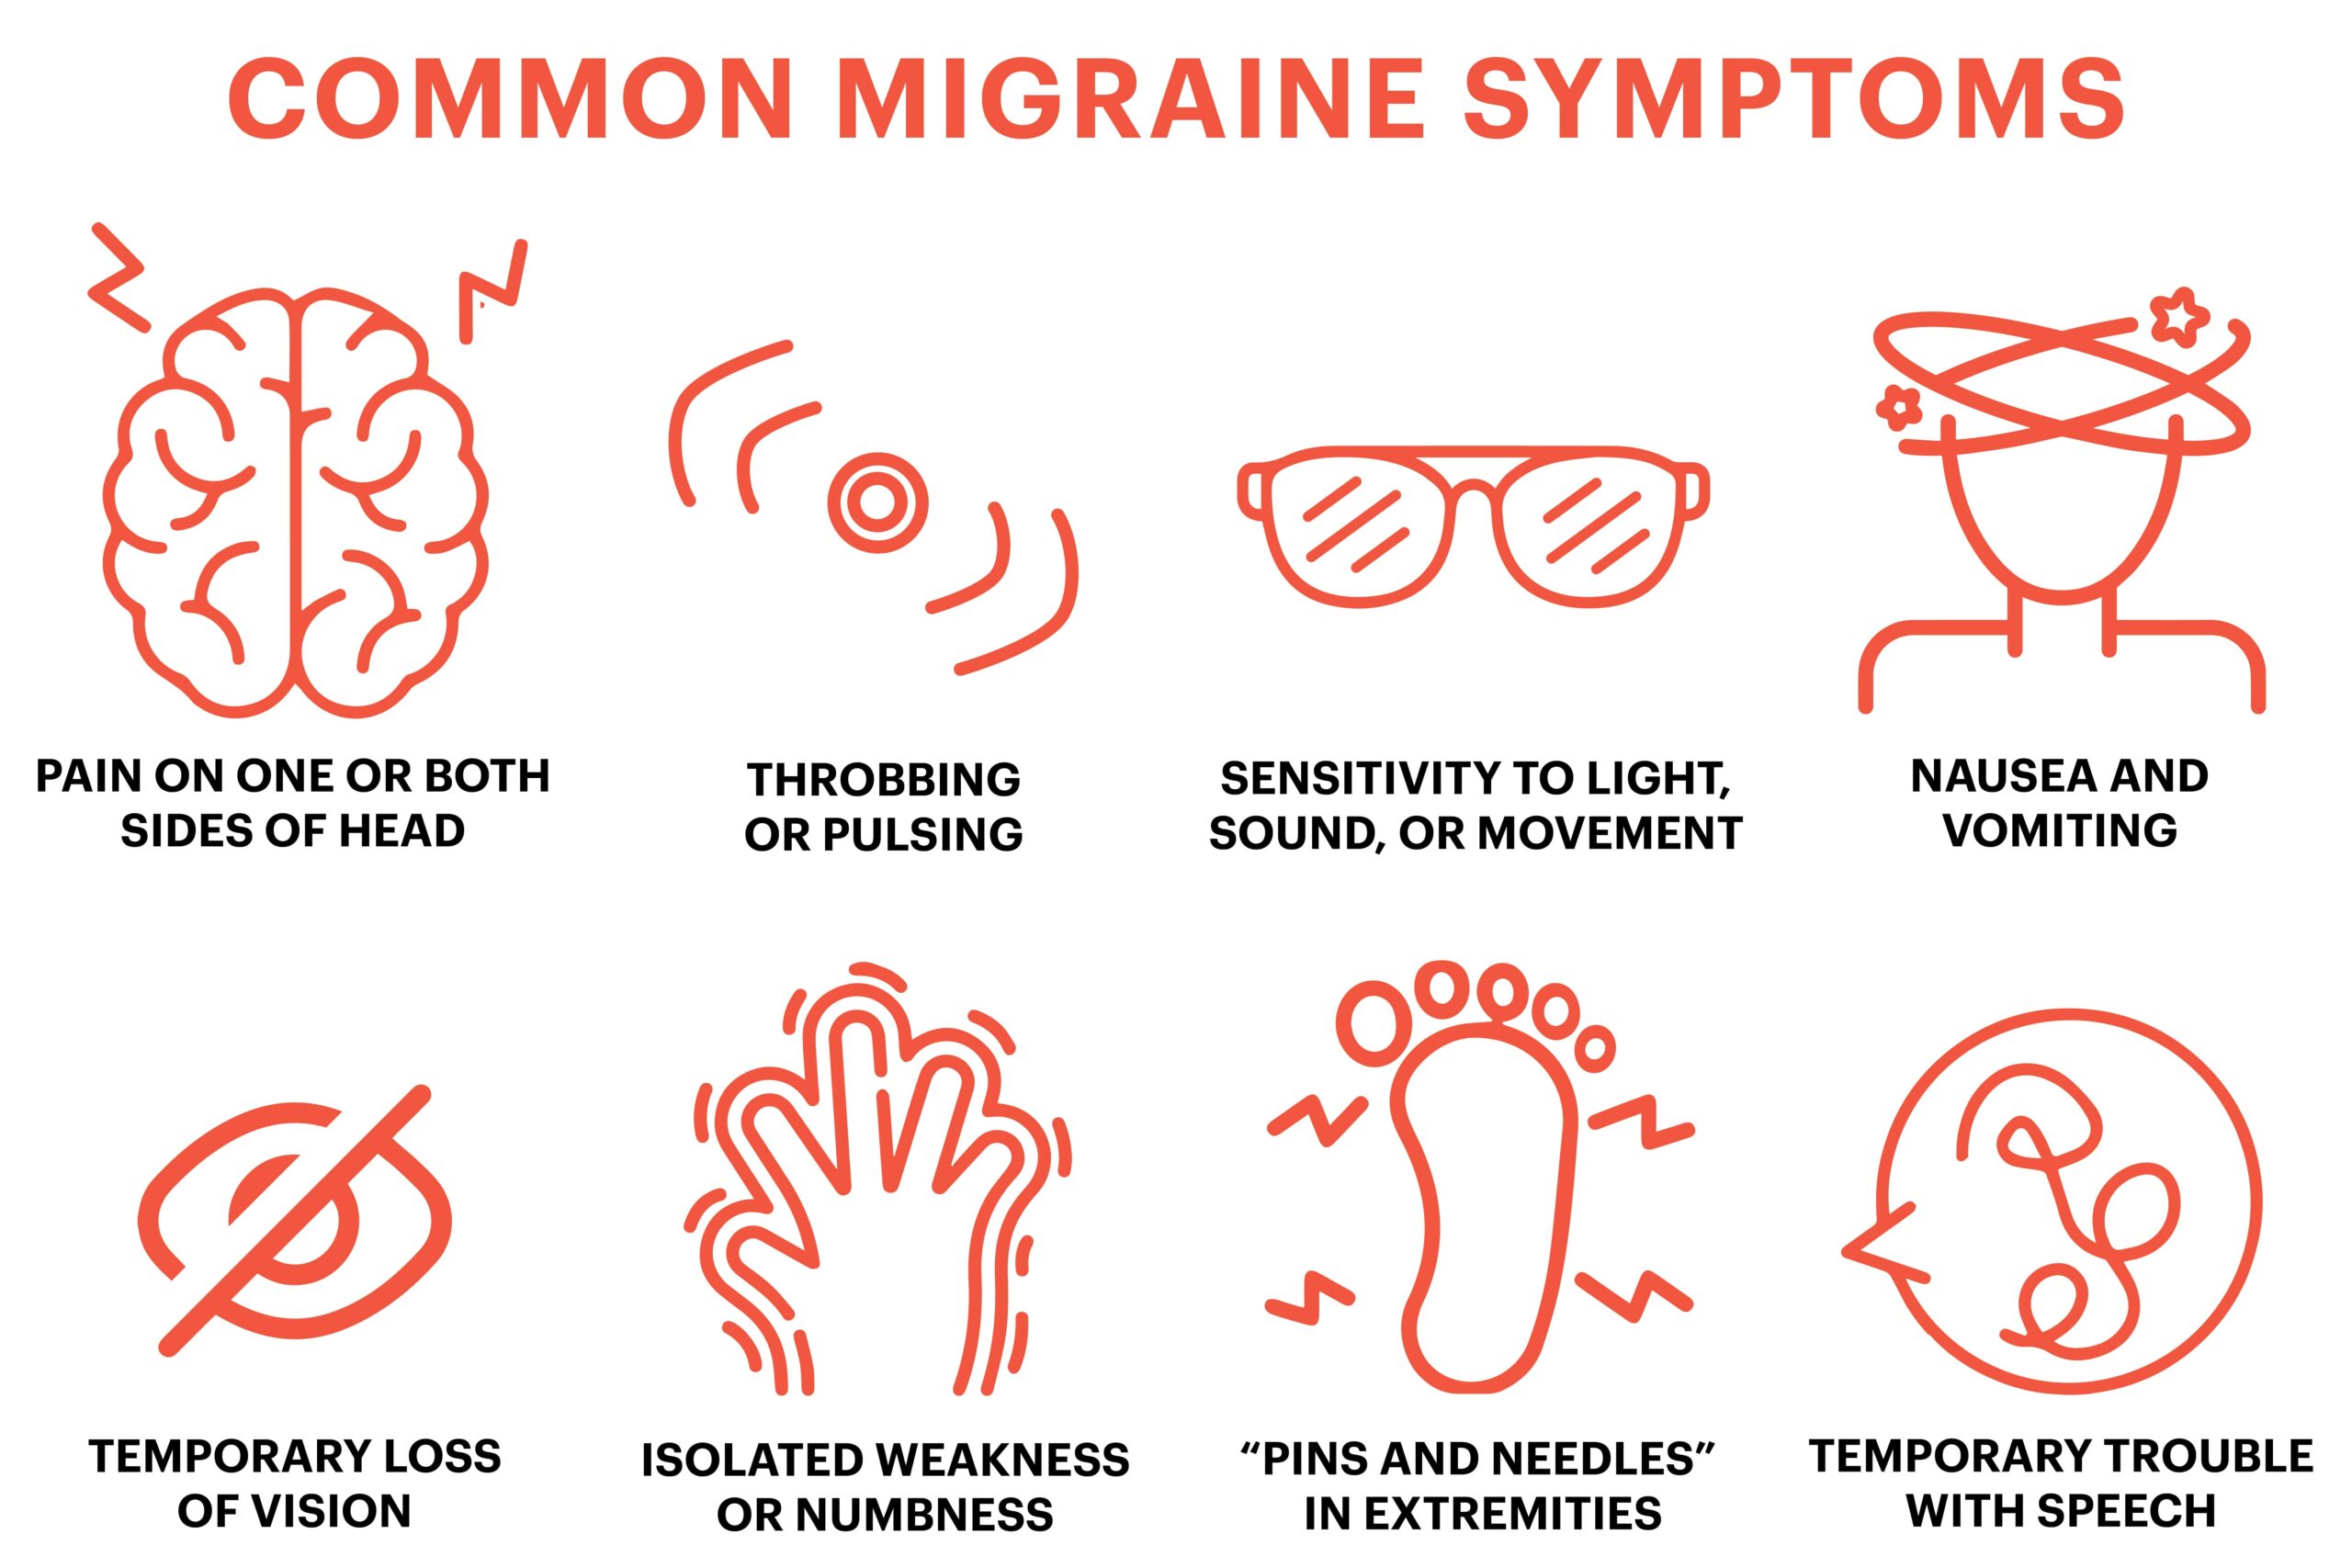 COMMON MIGRAINE SYMPTOMS
PAIN ON ONE OR BOTH
SIDES OF HEAD
THROBBING
OR PULSING
SENSITIVITY TO LIGHT,
SOUND, OR MOVEMENT
NAUSEA AND
VOMITING
TEMPORARY LOSS
OF VISION
ISOLATED WEAKNESS
OR NUMBNESS
“PINS AND NEEDLES”
IN EXTREMITIES
TEMPORARY TROUBLE
WITH SPEECH